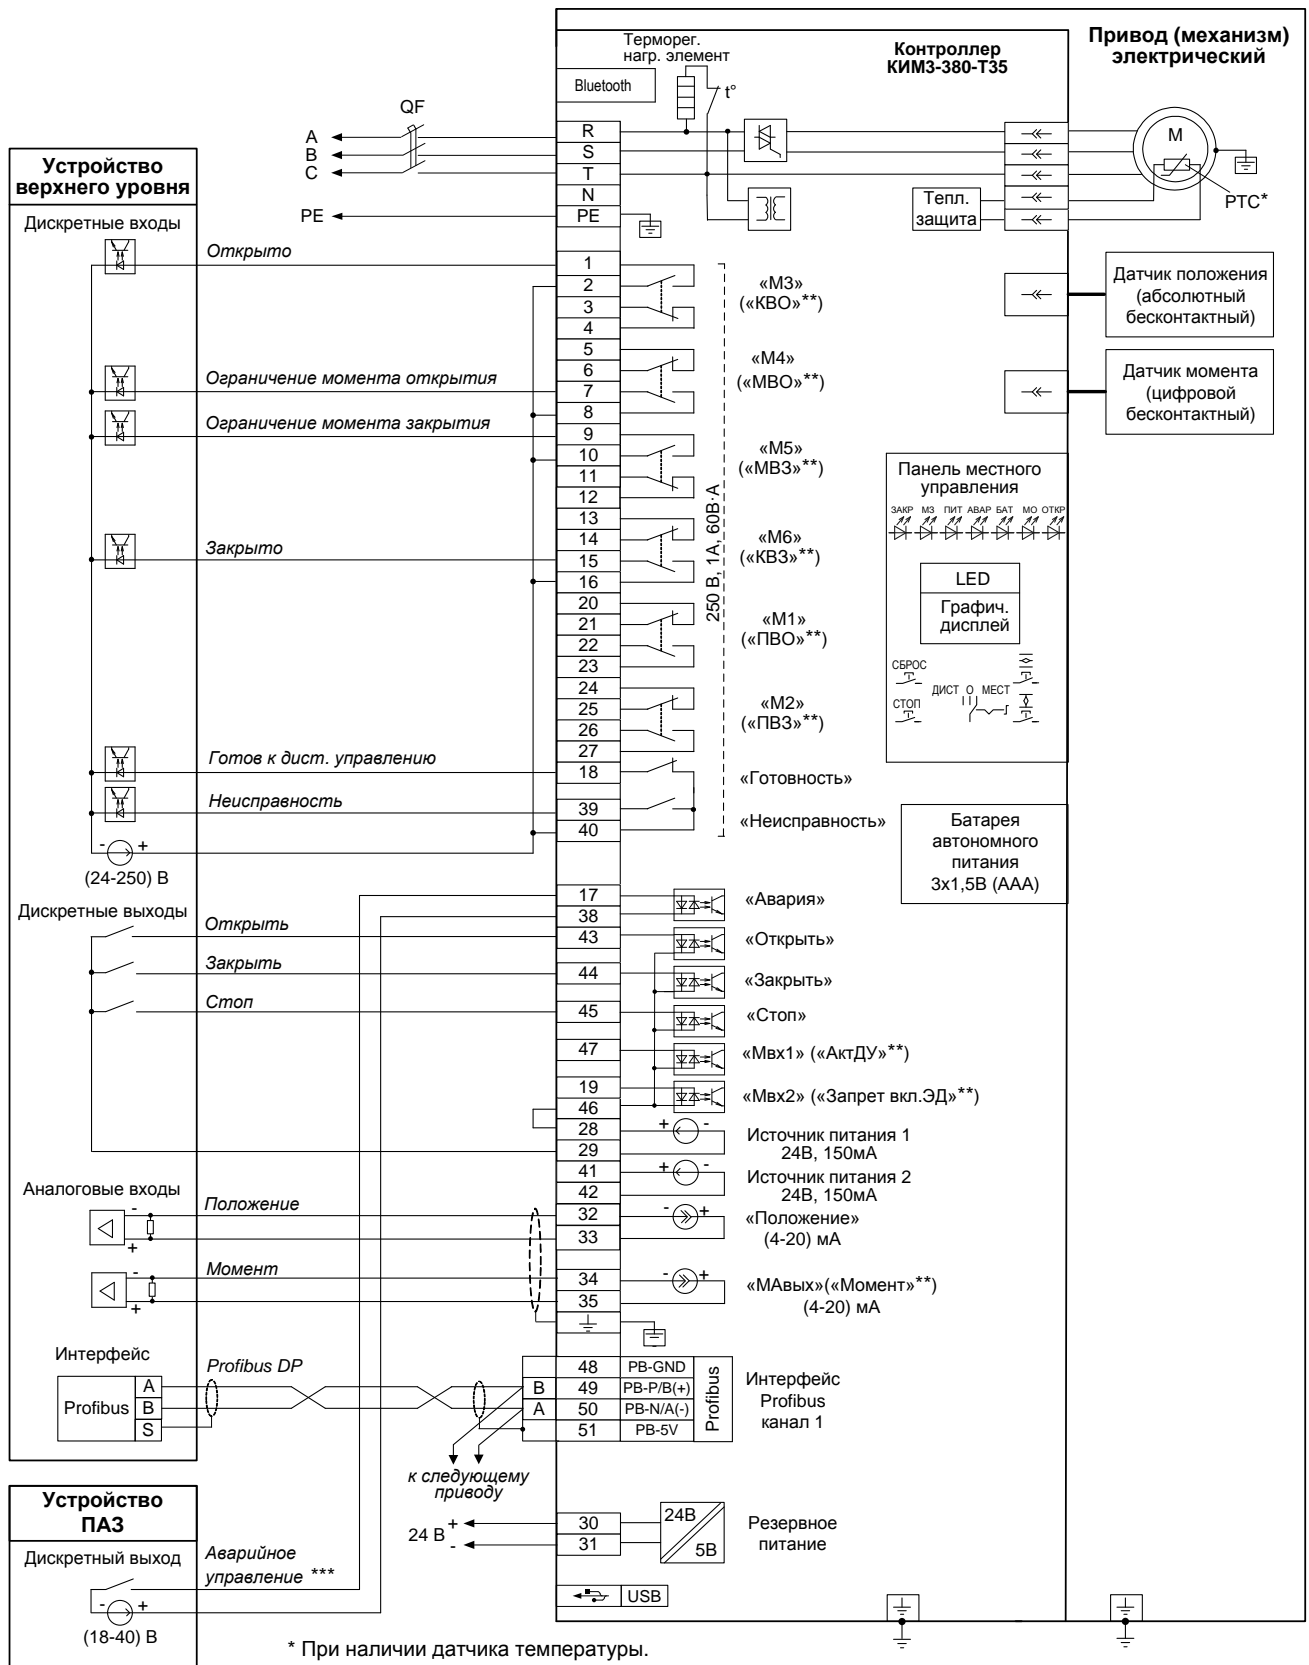 Привод (механизм)
электрический
Контроллер
КИМ3-380-Т35
Терморег.
нагр. элемент
t°
Bluetooth
QF
A
B
C
PE
R
S
T
N
PE
M
PTC*
Тепл.
защита
Датчик положения
(абсолютный
бесконтактный)
Датчик момента
(цифровой
бесконтактный)
Устройство
верхнего уровня
Дискретные входы
Открыто
Ограничение момента открытия
Ограничение момента закрытия
Закрыто
Готов к дист. управлению
Неисправность
- +
(24-250) В
1
2
3
4
5
6
7
8
9
10
11
12
13
14
15
16
20
21
22
23
24
25
26
27
18
39
40
«М3»
(«КВО»**)
«М4»
(«МВО»**)
«М5»
(«МВЗ»**)
«М6»
(«КВЗ»**)
«М1»
(«ПВО»**)
«М2»
(«ПВЗ»**)
«Готовность»
«Неисправность»
250 В, 1А, 60В·А
Панель местного
управления
ЗАКР МЗ ПИТ АВАР БАТ МО ОТКР
LED
Графич.
дисплей
СБРОС
СТОП
ДИСТ О МЕСТ
Батарея
автономного
питания
3х1,5В (ААА)
Дискретные выходы
Открыть
Закрыть
Стоп
17
38
43
44
45
47
19
46
28
29
41
42
32
33
34
35
«Авария»
«Открыть»
«Закрыть»
«Стоп»
«Мвх1» («АктДУ»**)
«Мвх2» («Запрет вкл.ЭД»**)
+ -
Источник питания 1
24В, 150мА
+ -
Источник питания 2
24В, 150мА
- +
«Положение»
(4-20) мА
- +
«МАвых»(«Момент»**)
(4-20) мА
Аналоговые входы
-
+
Положение
-
+
Момент
Интерфейс
Profibus
A
B
S
Profibus DP
B
A
48 PB-GND
49 PB-P/B(+)
50 PB-N/A(-)
51 PB-5V
Profibus
Интерфейс
Profibus
канал 1
к следующему
приводу
24 В
+
-
30
31
24В
5В
Резервное
питание
USB
Устройство
ПАЗ
Дискретный выход
- +
(18-40) В
Аварийное
управление ***
* При наличии датчика температуры.